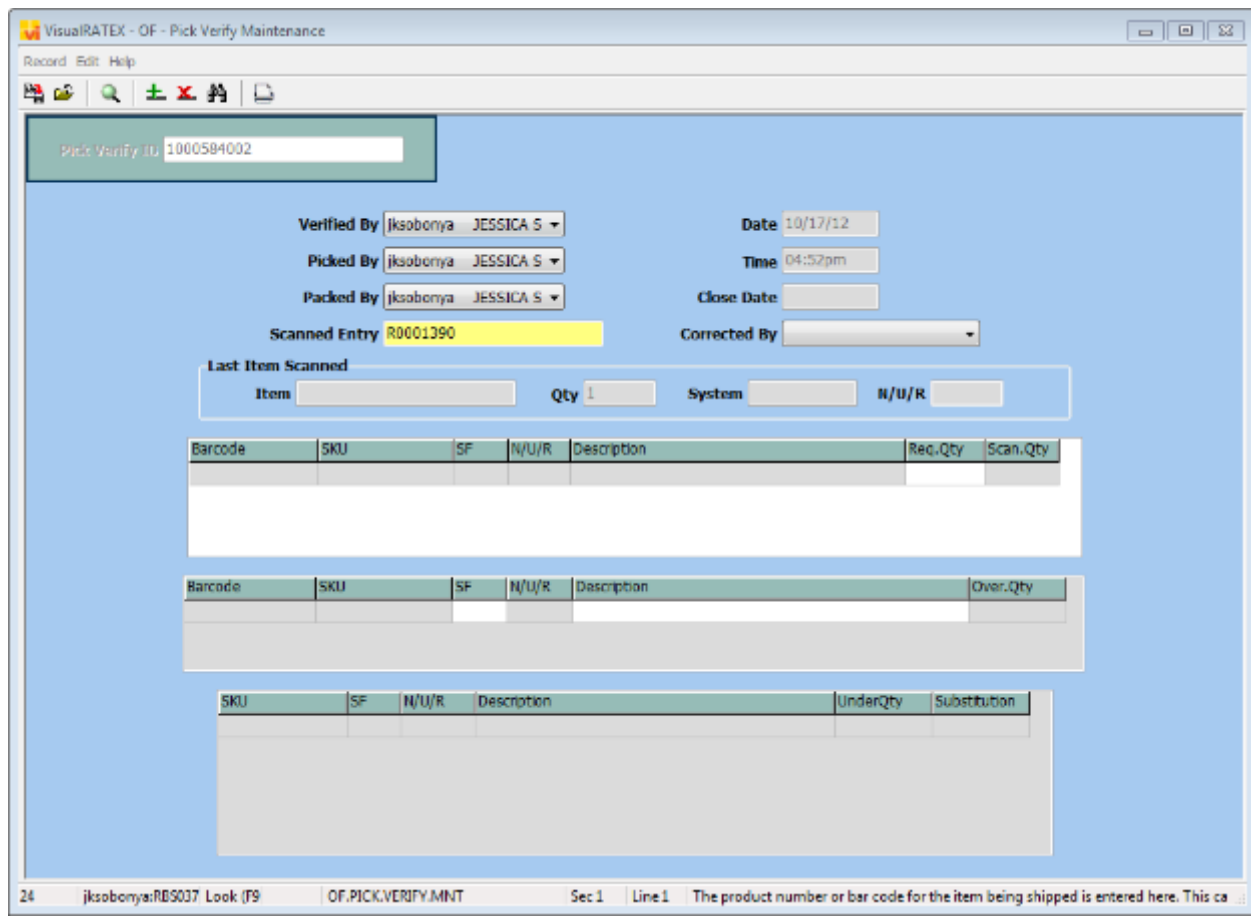 VisualRATEX - OF - Pick Verify Maintenance
Record Edit Help
Pick Verify ID 1000584002
Verified By jksobonya JESSICA S Date 10/17/12
Picked By jksobonya JESSICA S Time 04:52pm
Packed By jksobonya JESSICA S Close Date
Scanned Entry R0001390 Corrected By
Last Item Scanned
Item Qty 1 System N/U/R
Barcode SKU SF N/U/R Description Req.Qty Scan.Qty
Barcode SKU SF N/U/R Description Over.Qty
SKU SF N/U/R Description UnderQty Substitution
24 jksobonya:RBS037 Look (F9 OF.PICK.VERIFY.MNT Sec 1 Line 1 The product number or bar code for the item being shipped is entered here. This ca